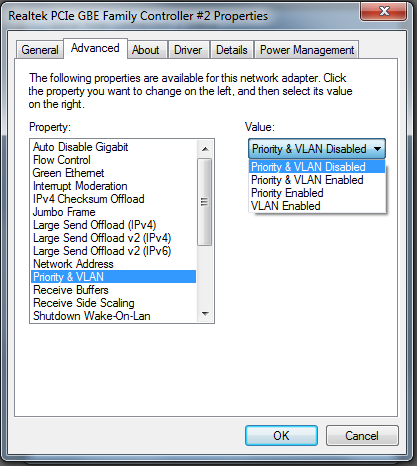 Realtek PCIe GBE Family Controller #2 Properties
General
Advanced
About
Driver
Details
Power Management
The following properties are available for this network adapter. Click
the property you want to change on the left, and then select its value
on the right.
Property:
Auto Disable Gigabit
Flow Control
Green Ethernet
Interrupt Moderation
IPv4 Checksum Offload
Jumbo Frame
Large Send Offload (IPv4)
Large Send Offload v2 (IPv4)
Large Send Offload v2 (IPv6)
Network Address
Priority & VLAN
Receive Buffers
Receive Side Scaling
Shutdown Wake-On-Lan
Value:
Priority & VLAN Disabled
Priority & VLAN Disabled
Priority & VLAN Enabled
Priority Enabled
VLAN Enabled
OK
Cancel